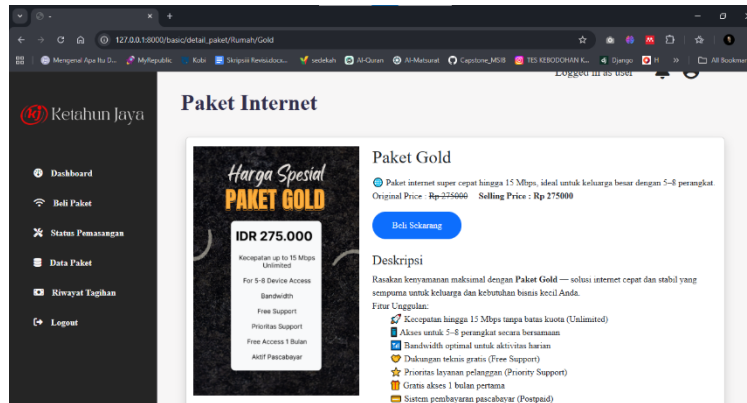 127.0.0.1:8000/basic/detail_paket/Rumah/Gold
Mengenal Apa Itu D...
MyRepublic
Kobi
Skripsii Revisi.docx...
sedekah
Al-Quran
Al-Matsurat
Capstone_MSIB
TES KEBODOHAN K...
Django
H
All Bookmar
Logged in as user
kj Ketahun Jaya
Paket Internet
Dashboard
Beli Paket
Status Pemasangan
Data Paket
Riwayat Tagihan
Logout
Harga Spesial
PAKET GOLD
IDR 275.000
Kecepatan up to 15 Mbps
Unlimited
For 5-8 Device Access
Bandwidth
Free Support
Prioritas Support
Free Access 1 Bulan
Aktif Pascabayar
Paket Gold
Paket internet super cepat hingga 15 Mbps, ideal untuk keluarga besar dengan 5–8 perangkat.
Original Price : Rp 275000 Selling Price : Rp 275000
Beli Sekarang
Deskripsi
Rasakan kenyamanan maksimal dengan Paket Gold — solusi internet cepat dan stabil yang
sempurna untuk keluarga dan kebutuhan bisnis kecil Anda.
Fitur Unggulan:
Kecepatan hingga 15 Mbps tanpa batas kuota (Unlimited)
Akses untuk 5–8 perangkat secara bersamaan
Bandwidth optimal untuk aktivitas harian
Dukungan teknis gratis (Free Support)
Prioritas layanan pelanggan (Priority Support)
Gratis akses 1 bulan pertama
Sistem pembayaran pascabayar (Postpaid)